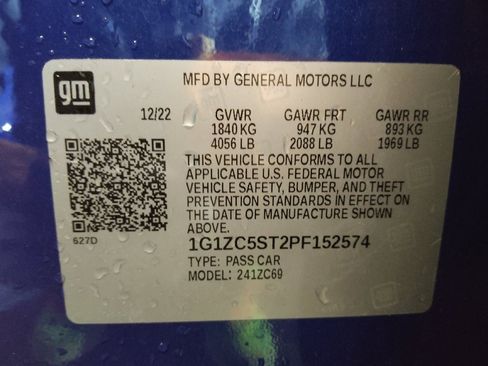 gm
MFD BY GENERAL MOTORS LLC
12/22 GVWR GAWR FRT GAWR RR
1840 KG 947 KG 893 KG
4056 LB 2088 LB 1969 LB
THIS VEHICLE CONFORMS TO ALL
APPLICABLE U.S. FEDERAL MOTOR
VEHICLE SAFETY, BUMPER, AND THEFT
PREVENTION STANDARDS IN EFFECT ON
THE DATE OF MANUFACTURE SHOWN
ABOVE.
627D
1G1ZC5ST2PF152574
TYPE: PASS CAR
MODEL: 241ZC69